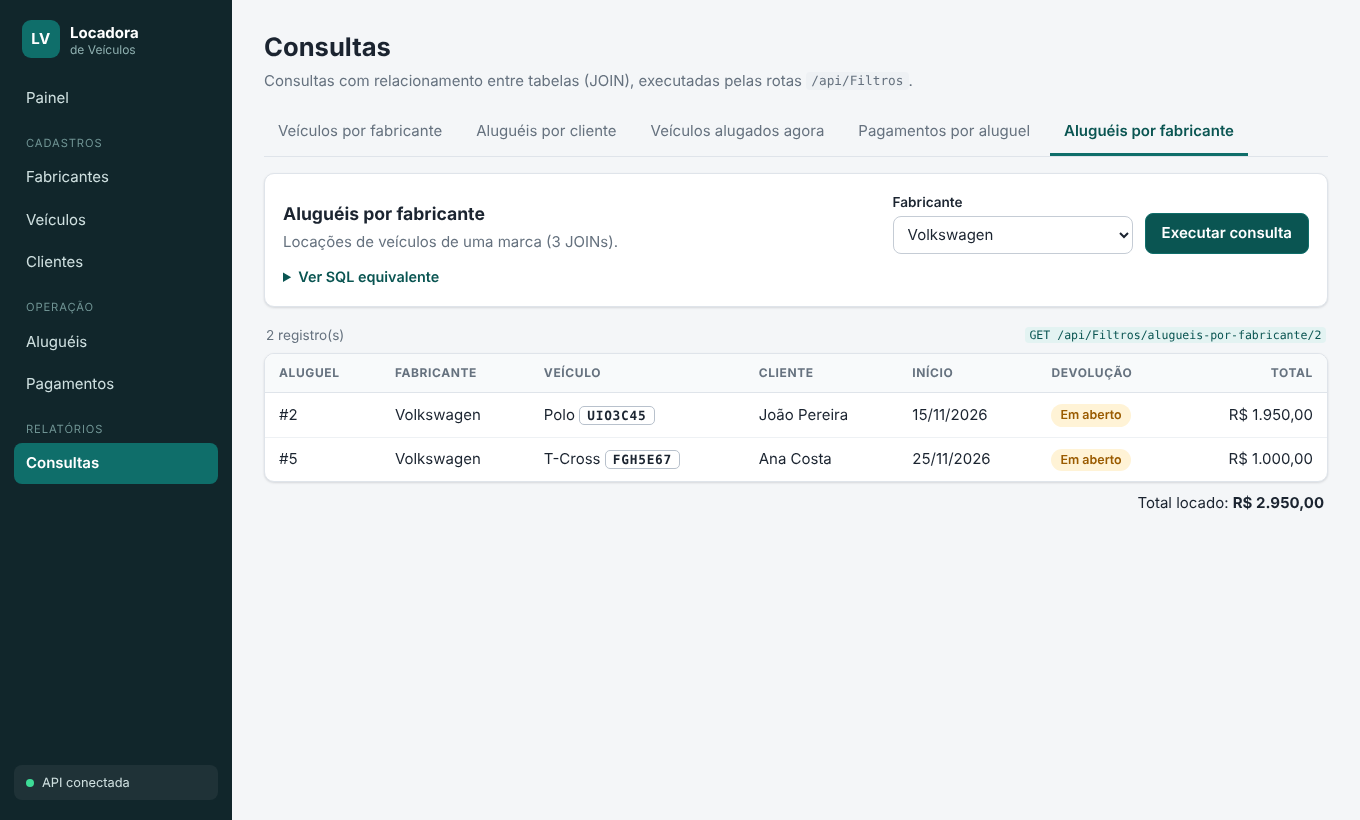 LV
Locadora
de Veículos
Painel
CADASTROS
Fabricantes
Veículos
Clientes
OPERAÇÃO
Aluguéis
Pagamentos
RELATÓRIOS
Consultas
API conectada
Consultas
Consultas com relacionamento entre tabelas (JOIN), executadas pelas rotas /api/Filtros.
Veículos por fabricante Aluguéis por cliente Veículos alugados agora Pagamentos por aluguel Aluguéis por fabricante
Aluguéis por fabricante
Locações de veículos de uma marca (3 JOINs).
Ver SQL equivalente
Fabricante
Volkswagen
Executar consulta
2 registro(s)
GET /api/Filtros/alugueis-por-fabricante/2
ALUGUEL FABRICANTE VEÍCULO CLIENTE INÍCIO DEVOLUÇÃO TOTAL
#2 Volkswagen Polo UIO3C45 João Pereira 15/11/2026 Em aberto R$ 1.950,00
#5 Volkswagen T-Cross FGH5E67 Ana Costa 25/11/2026 Em aberto R$ 1.000,00
Total locado: R$ 2.950,00